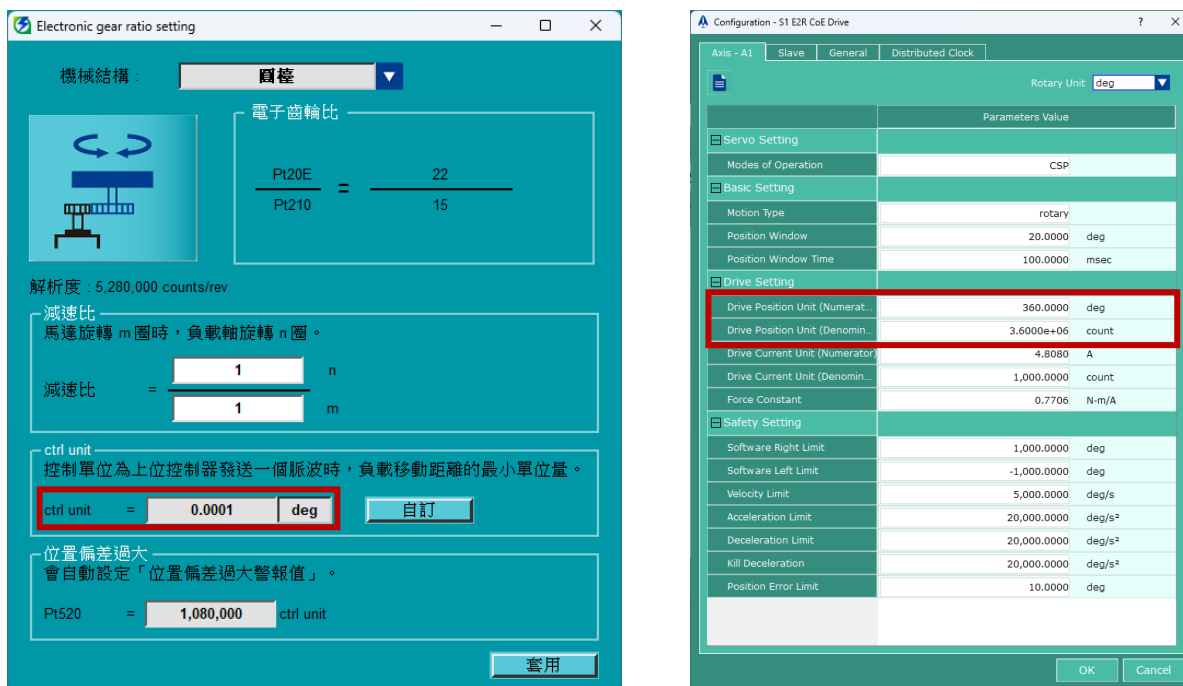 Electronic gear ratio setting
機械結構 :
圓檯
電子齒輪比
Pt20E
Pt210
=
22
15
解析度 : 5,280,000 counts/rev
減速比
馬達旋轉 m 圈時，負載軸旋轉 n 圈。
減速比 =
1 n
1 m
ctrl unit
控制單位為上位控制器發送一個脈波時，負載移動距離的最小單位量。
ctrl unit = 0.0001 deg 自訂
位置偏差過大
會自動設定「位置偏差過大警報值」。
Pt520 = 1,080,000 ctrl unit
套用
Configuration - S1 E2R CoE Drive
Axis - A1 Slave General Distributed Clock
Rotary Unit deg
Parameters Value
Servo Setting
Modes of Operation CSP
Basic Setting
Motion Type rotary
Position Window 20.0000 deg
Position Window Time 100.0000 msec
Drive Setting
Drive Position Unit (Numerat... 360.0000 deg
Drive Position Unit (Denomin... 3.6000e+06 count
Drive Current Unit (Numerator) 4.8080 A
Drive Current Unit (Denomin... 1,000.0000 count
Force Constant 0.7706 N-m/A
Safety Setting
Software Right Limit 1,000.0000 deg
Software Left Limit -1,000.0000 deg
Velocity Limit 5,000.0000 deg/s
Acceleration Limit 20,000.0000 deg/s²
Deceleration Limit 20,000.0000 deg/s²
Kill Deceleration 20,000.0000 deg/s²
Position Error Limit 10.0000 deg
OK Cancel